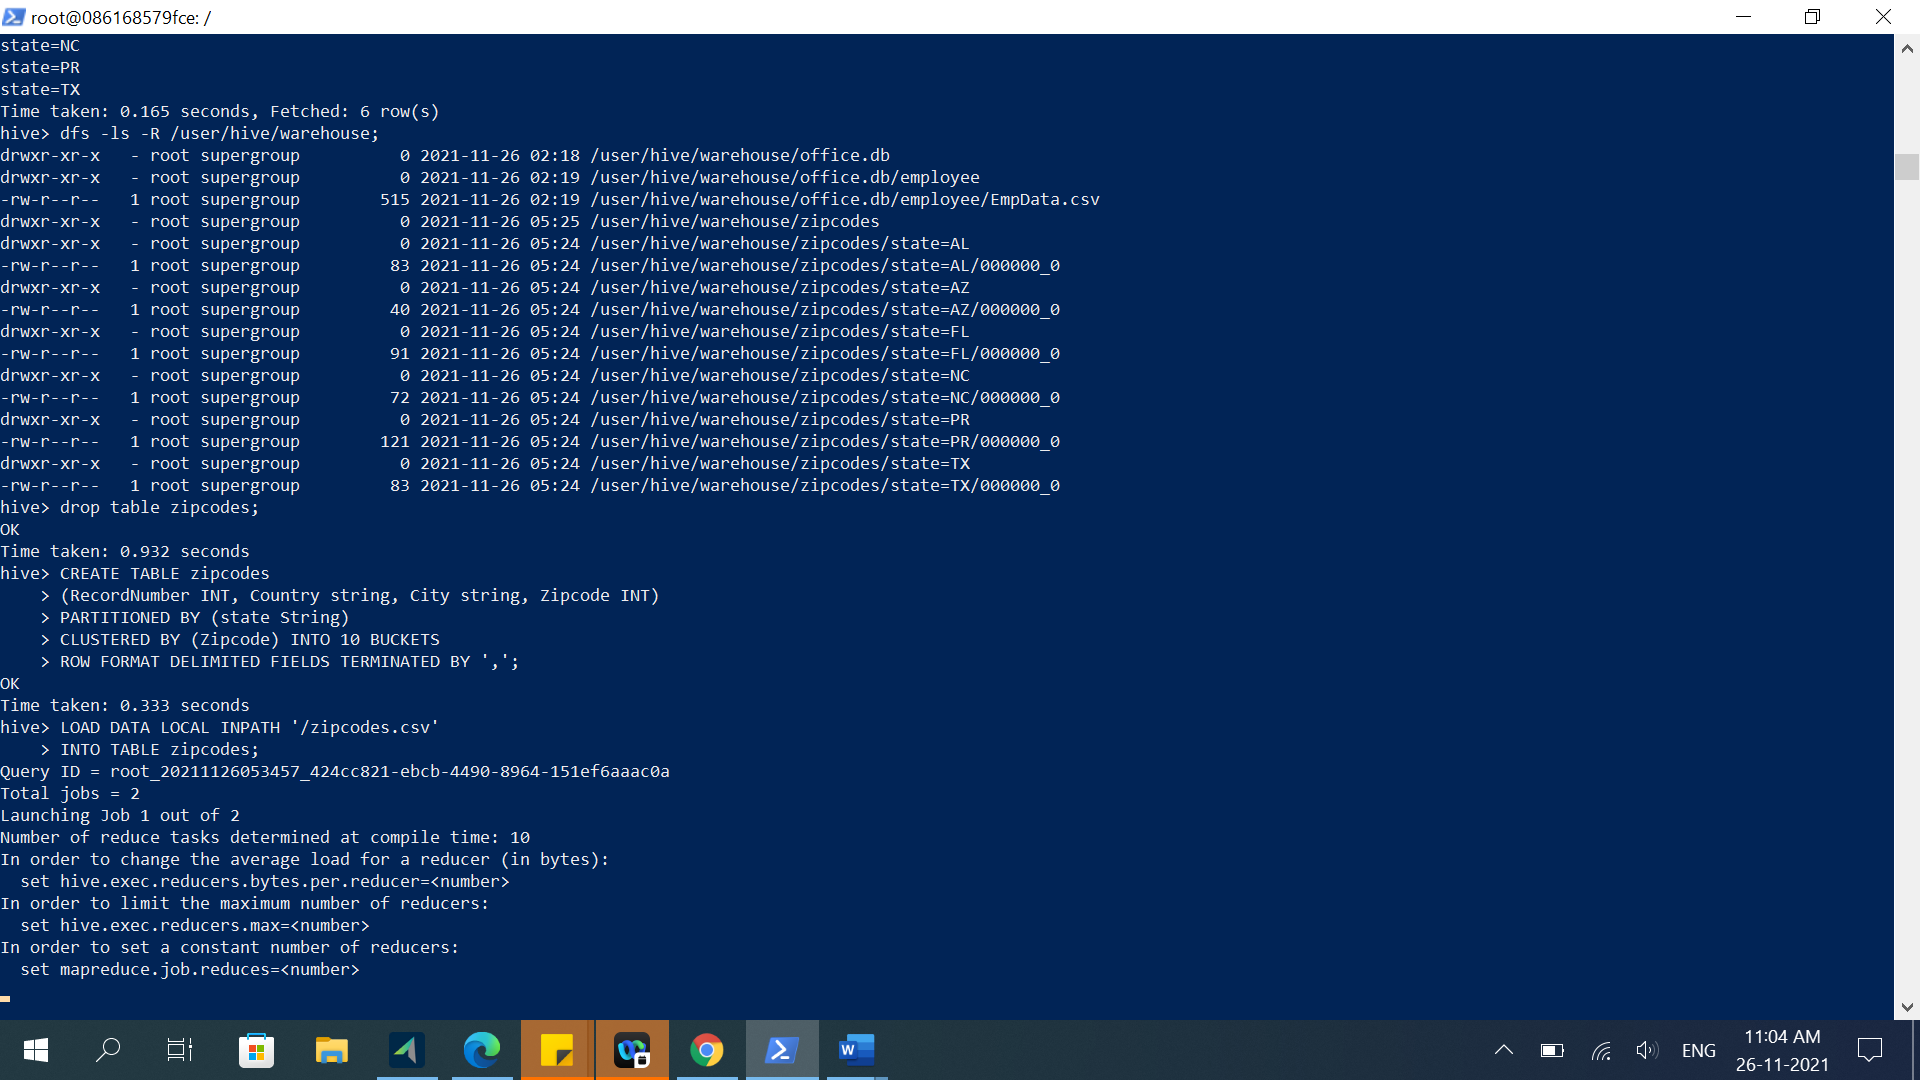 root@086168579fce: /
state=NC
state=PR
state=TX
Time taken: 0.165 seconds, Fetched: 6 row(s)
hive> dfs -ls -R /user/hive/warehouse;
drwxr-xr-x   - root supergroup          0 2021-11-26 02:18 /user/hive/warehouse/office.db
drwxr-xr-x   - root supergroup          0 2021-11-26 02:19 /user/hive/warehouse/office.db/employee
-rw-r--r--   1 root supergroup        515 2021-11-26 02:19 /user/hive/warehouse/office.db/employee/EmpData.csv
drwxr-xr-x   - root supergroup          0 2021-11-26 05:25 /user/hive/warehouse/zipcodes
drwxr-xr-x   - root supergroup          0 2021-11-26 05:24 /user/hive/warehouse/zipcodes/state=AL
-rw-r--r--   1 root supergroup         83 2021-11-26 05:24 /user/hive/warehouse/zipcodes/state=AL/000000_0
drwxr-xr-x   - root supergroup          0 2021-11-26 05:24 /user/hive/warehouse/zipcodes/state=AZ
-rw-r--r--   1 root supergroup         40 2021-11-26 05:24 /user/hive/warehouse/zipcodes/state=AZ/000000_0
drwxr-xr-x   - root supergroup          0 2021-11-26 05:24 /user/hive/warehouse/zipcodes/state=FL
-rw-r--r--   1 root supergroup         91 2021-11-26 05:24 /user/hive/warehouse/zipcodes/state=FL/000000_0
drwxr-xr-x   - root supergroup          0 2021-11-26 05:24 /user/hive/warehouse/zipcodes/state=NC
-rw-r--r--   1 root supergroup         72 2021-11-26 05:24 /user/hive/warehouse/zipcodes/state=NC/000000_0
drwxr-xr-x   - root supergroup          0 2021-11-26 05:24 /user/hive/warehouse/zipcodes/state=PR
-rw-r--r--   1 root supergroup        121 2021-11-26 05:24 /user/hive/warehouse/zipcodes/state=PR/000000_0
drwxr-xr-x   - root supergroup          0 2021-11-26 05:24 /user/hive/warehouse/zipcodes/state=TX
-rw-r--r--   1 root supergroup         83 2021-11-26 05:24 /user/hive/warehouse/zipcodes/state=TX/000000_0
hive> drop table zipcodes;
OK
Time taken: 0.932 seconds
hive> CREATE TABLE zipcodes
    > (RecordNumber INT, Country string, City string, Zipcode INT)
    > PARTITIONED BY (state String)
    > CLUSTERED BY (Zipcode) INTO 10 BUCKETS
    > ROW FORMAT DELIMITED FIELDS TERMINATED BY ',';
OK
Time taken: 0.333 seconds
hive> LOAD DATA LOCAL INPATH '/zipcodes.csv'
    > INTO TABLE zipcodes;
Query ID = root_20211126053457_424cc821-ebcb-4490-8964-151ef6aaac0a
Total jobs = 2
Launching Job 1 out of 2
Number of reduce tasks determined at compile time: 10
In order to change the average load for a reducer (in bytes):
  set hive.exec.reducers.bytes.per.reducer=<number>
In order to limit the maximum number of reducers:
  set hive.exec.reducers.max=<number>
In order to set a constant number of reducers:
  set mapreduce.job.reduces=<number>
W
ENG
11:04 AM
26-11-2021